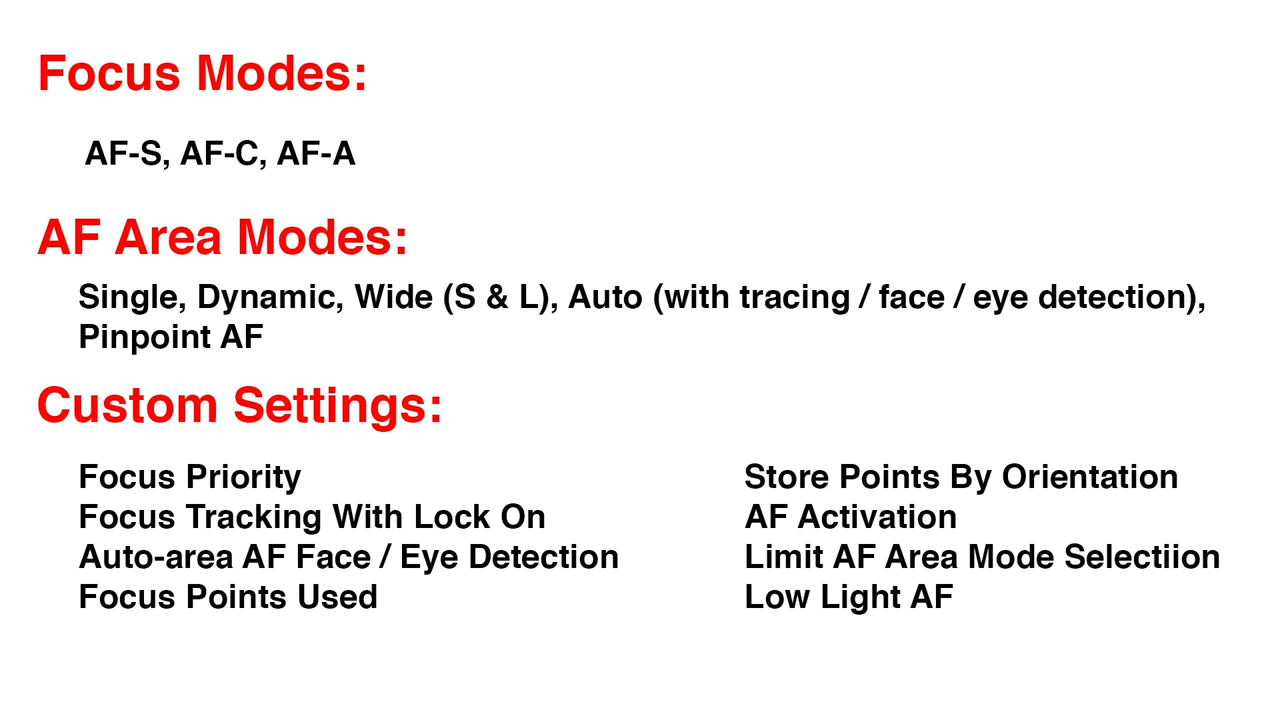 Focus Modes:
AF-S, AF-C, AF-A
AF Area Modes:
Single, Dynamic, Wide (S & L), Auto (with tracing / face / eye detection),
Pinpoint AF
Custom Settings:
Focus Priority
Focus Tracking With Lock On
Auto-area AF Face / Eye Detection
Focus Points Used
Store Points By Orientation
AF Activation
Limit AF Area Mode Selectiion
Low Light AF